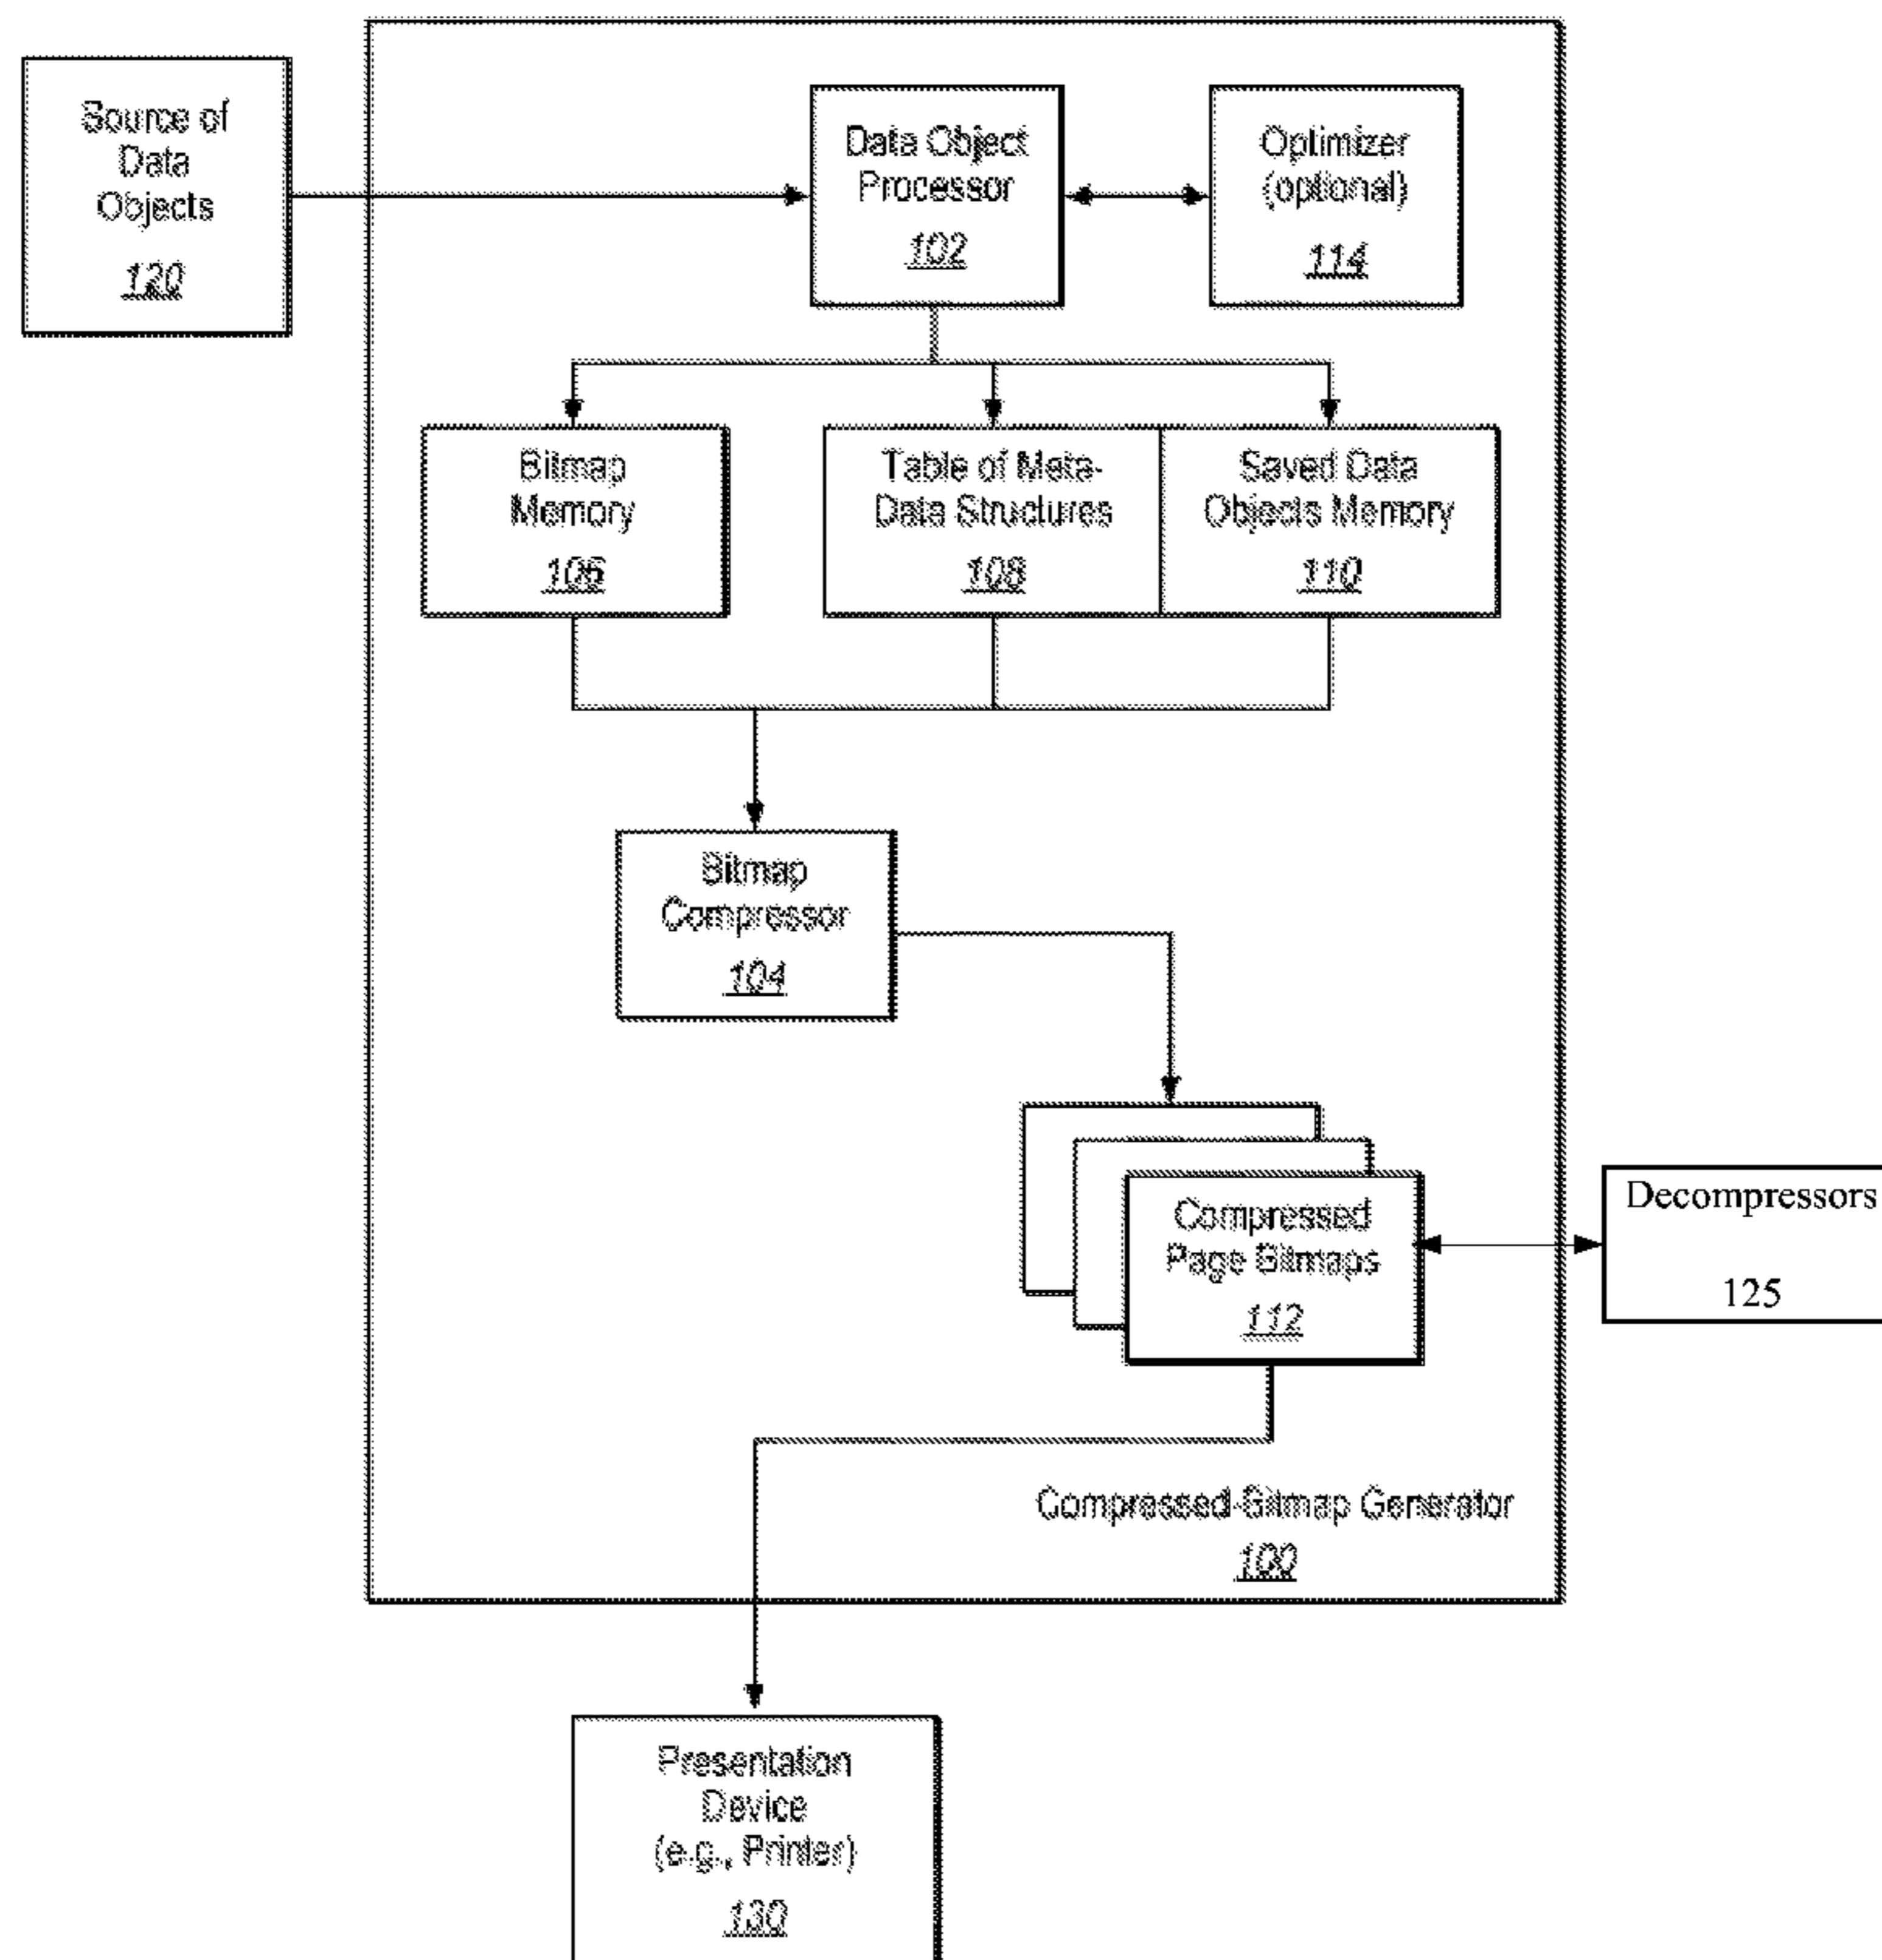 Source of
Data
Objects
120
Data Object
Processor
102
Optimizer
(optional)
114
Bitmap
Memory
106
Table of Meta-
Data Structures
108
Saved Data
Objects Memory
110
Bitmap
Compressor
104
Compressed
Page Bitmaps
112
Decompressors
125
Compressed-Bitmap Generator
100
Presentation
Device
(e.g., Printer)
130